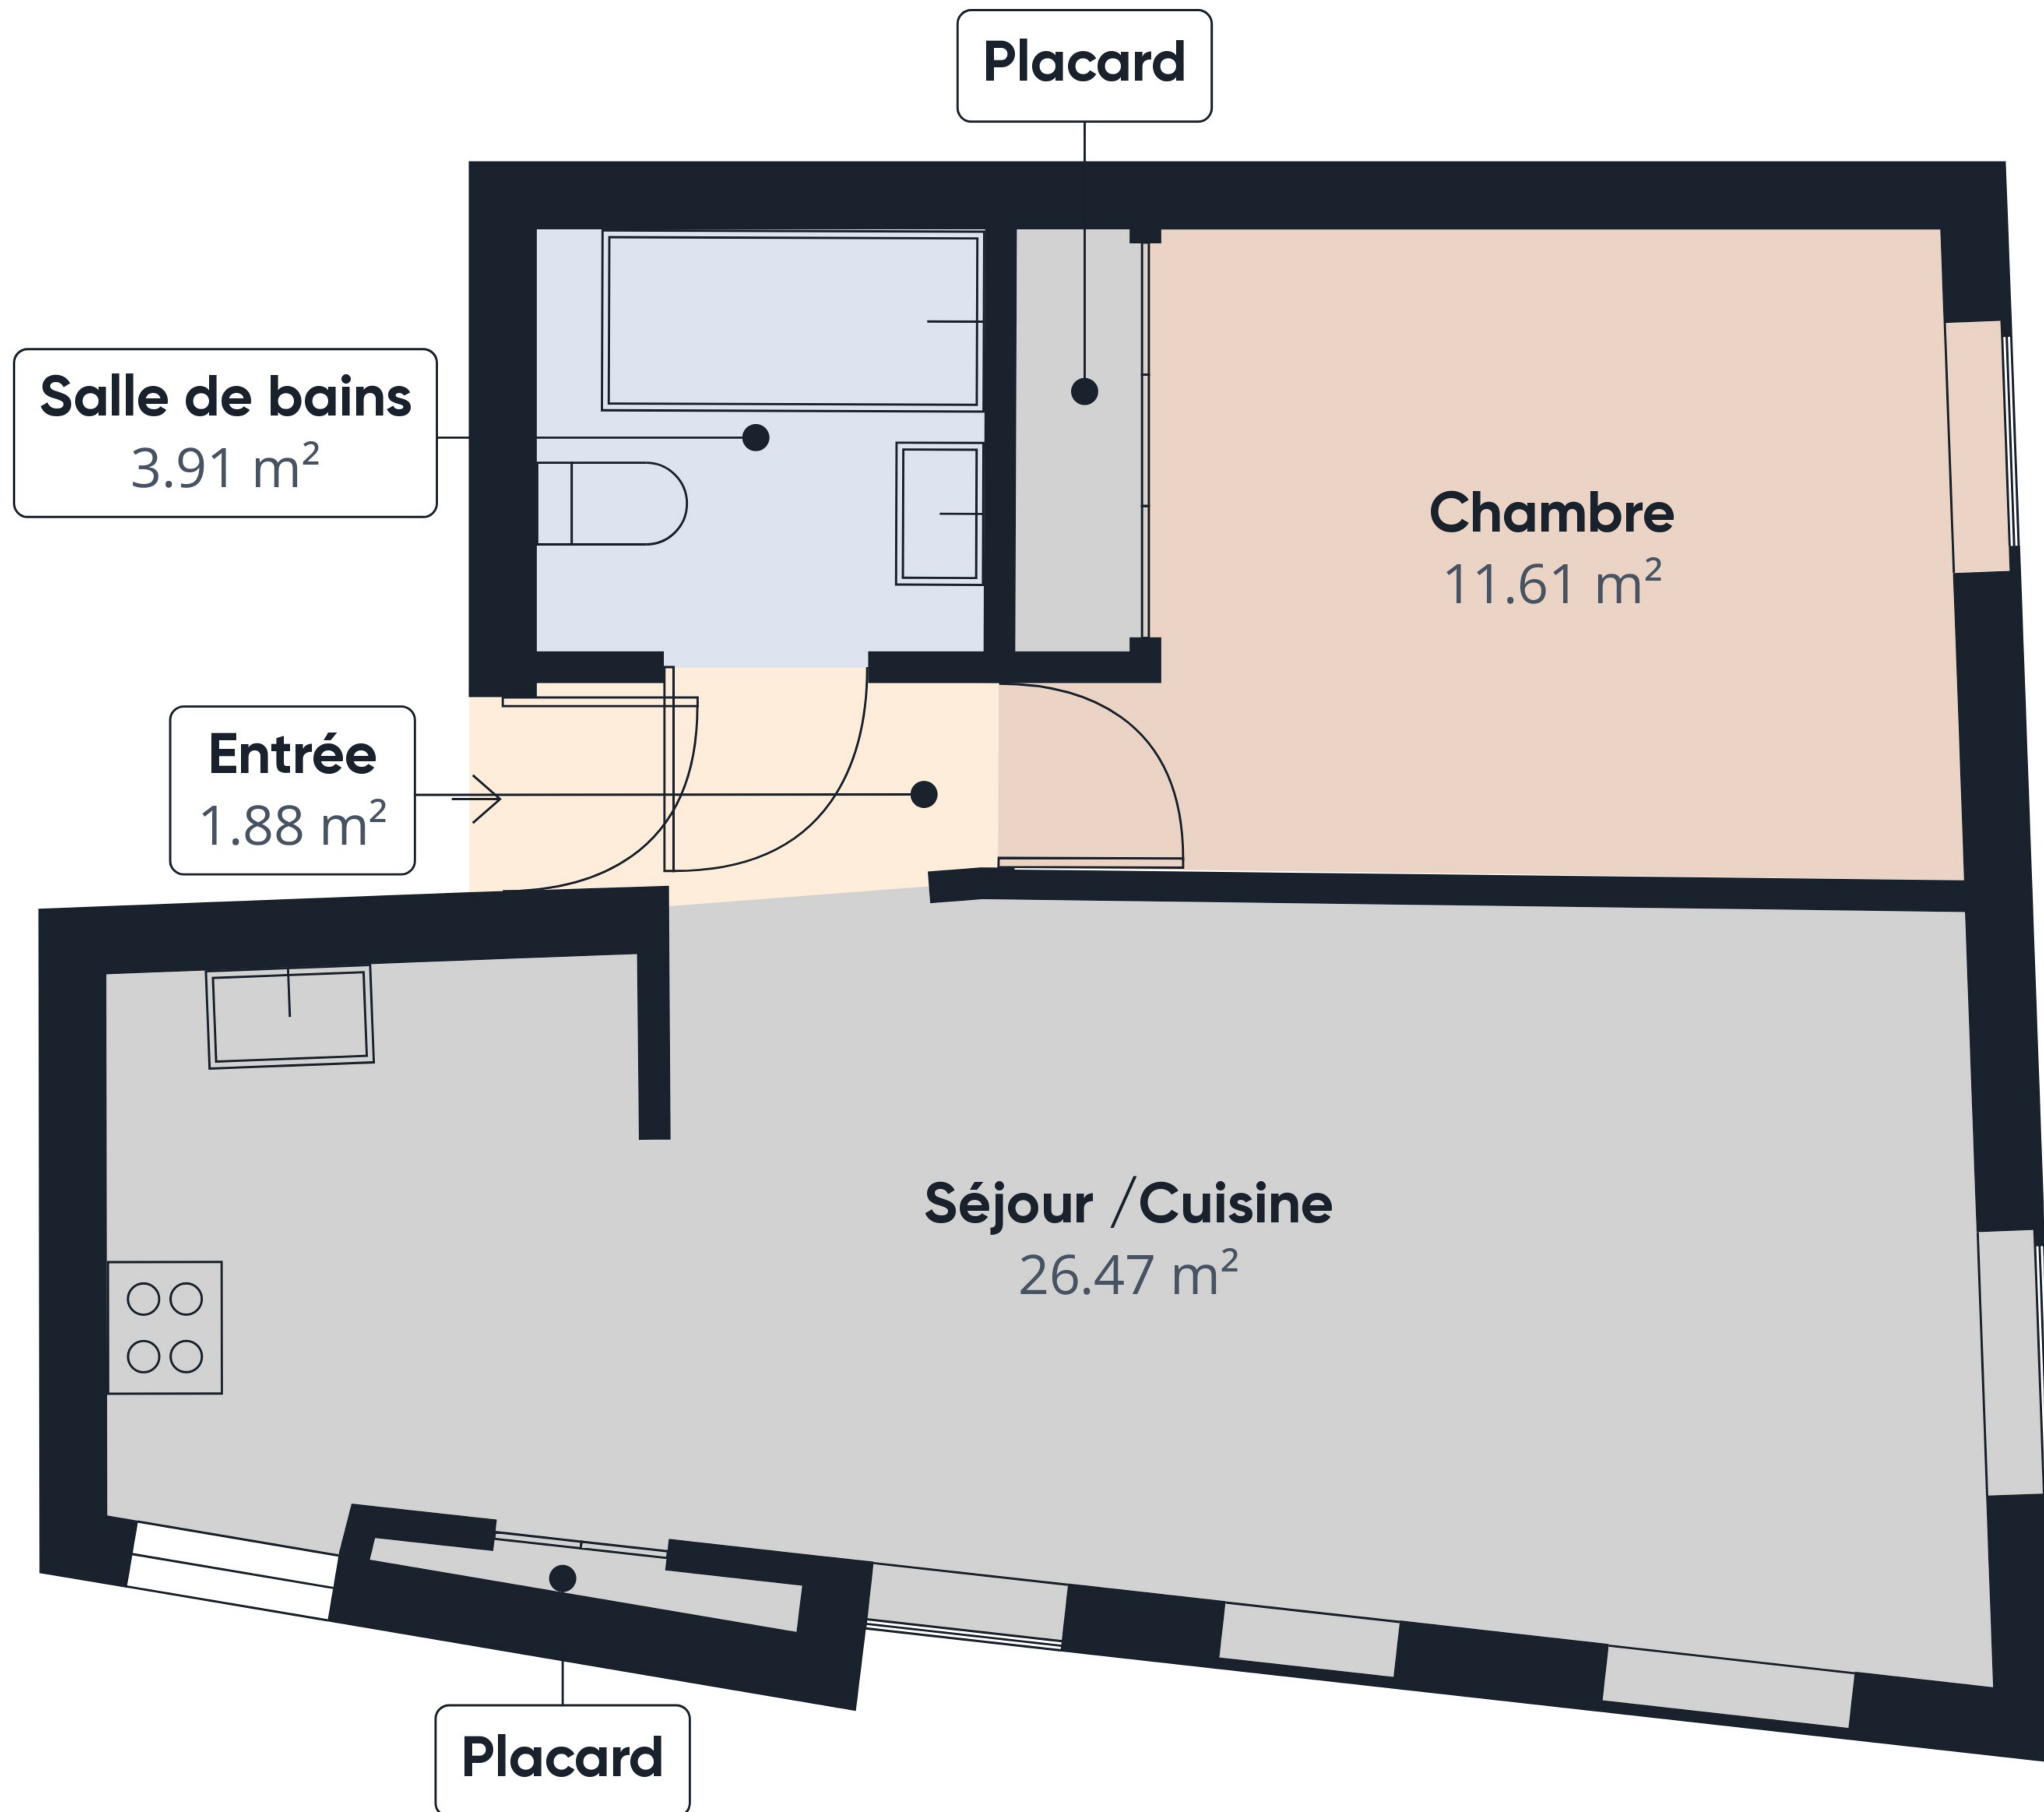 Placard
Salle de bains
3.91 m²
Chambre
11.61 m²
Entrée
1.88 m²
Séjour /Cuisine
26.47 m²
Placard